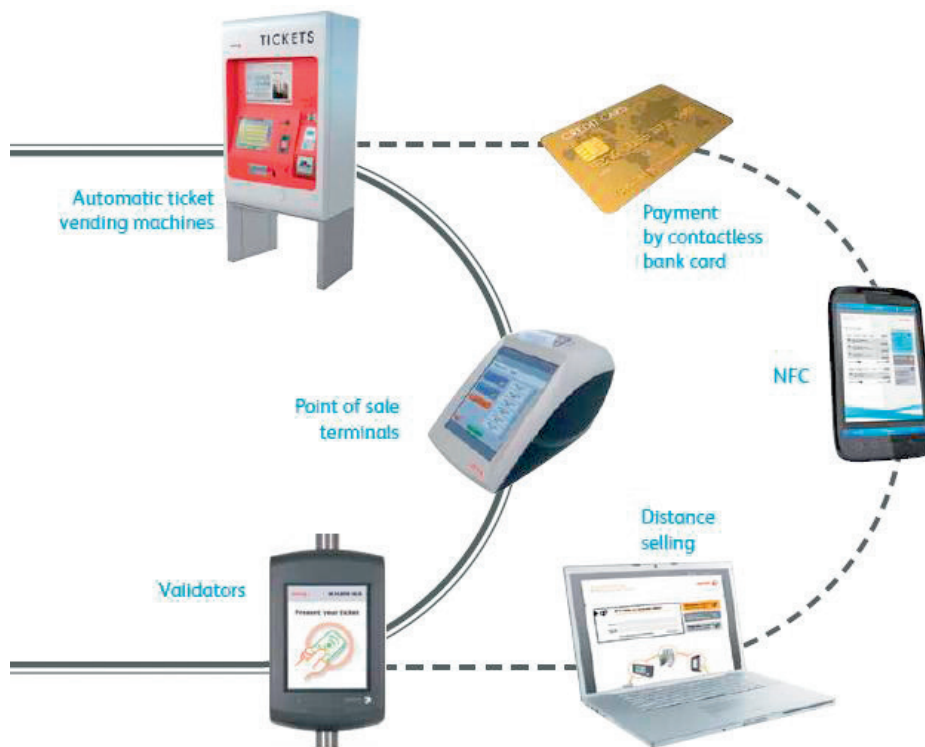 TICKETS
CREDIT CARD
Automatic ticket
vending machines
Payment
by contactless
bank card
NFC
Point of sale
terminals
Distance
selling
Validators
Present your ticket